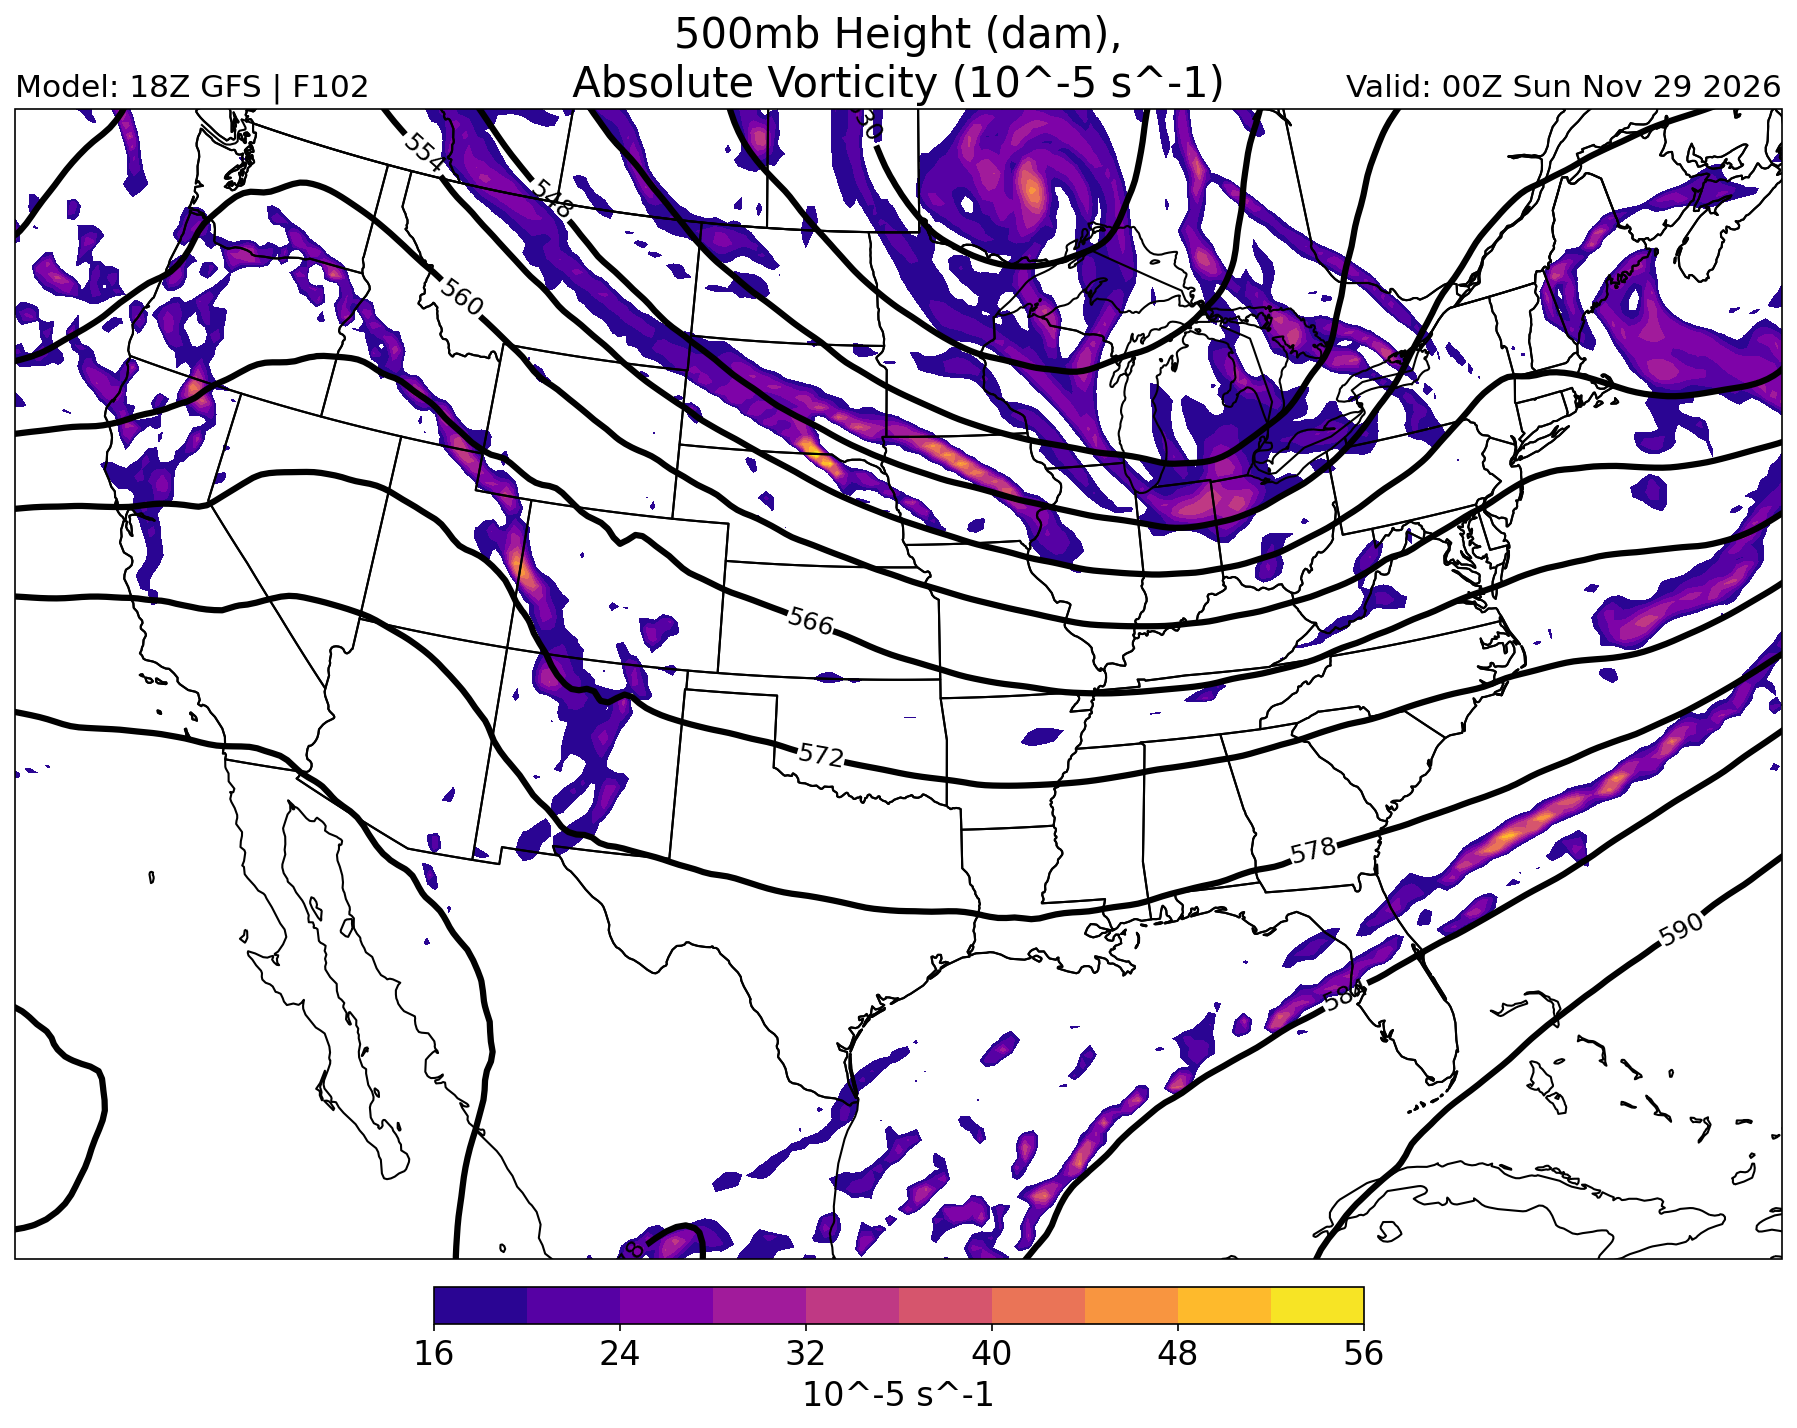 500mb Height (dam),
Model: 18Z GFS | F102
Absolute Vorticity (10^-5 s^-1)
Valid: 00Z Sun Nov 29 2026
554
548
560
566
572
578
590
16
24
32
40
48
56
10^-5 s^-1